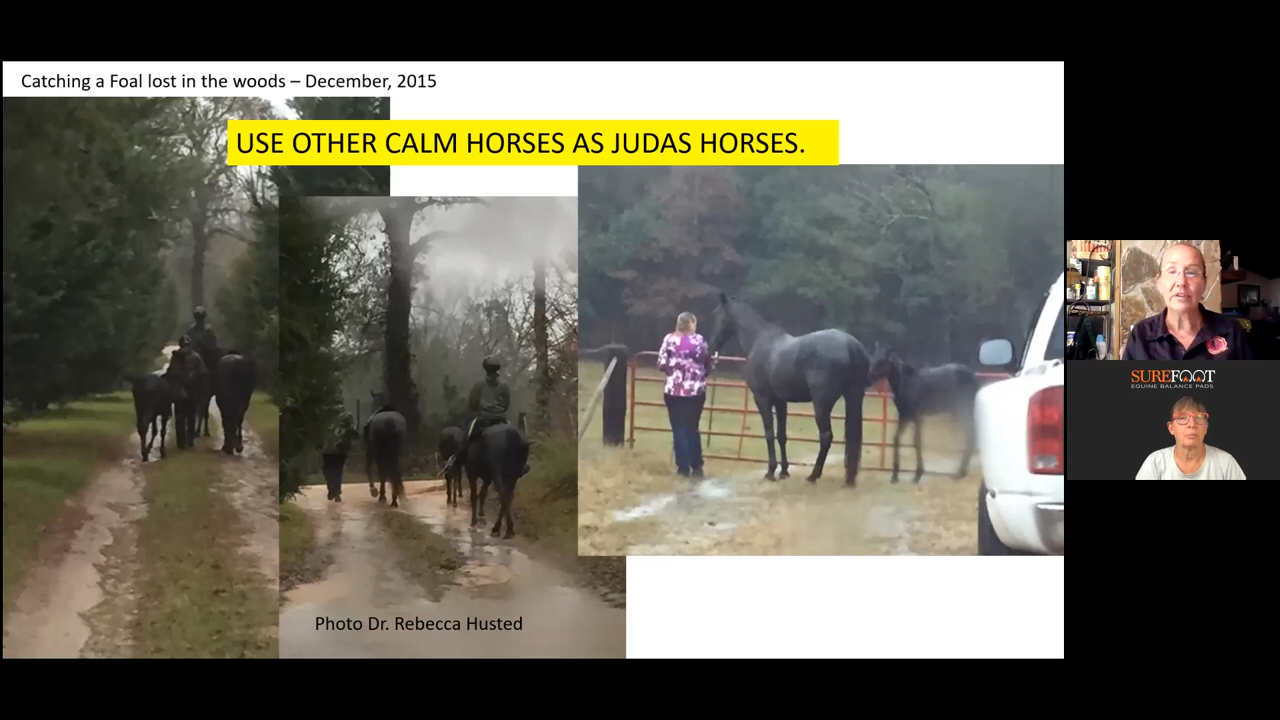 Catching a Foal lost in the woods – December, 2015
USE OTHER CALM HORSES AS JUDAS HORSES.
Photo Dr. Rebecca Husted
SUREFOOT
EQUINE BALANCE PADS